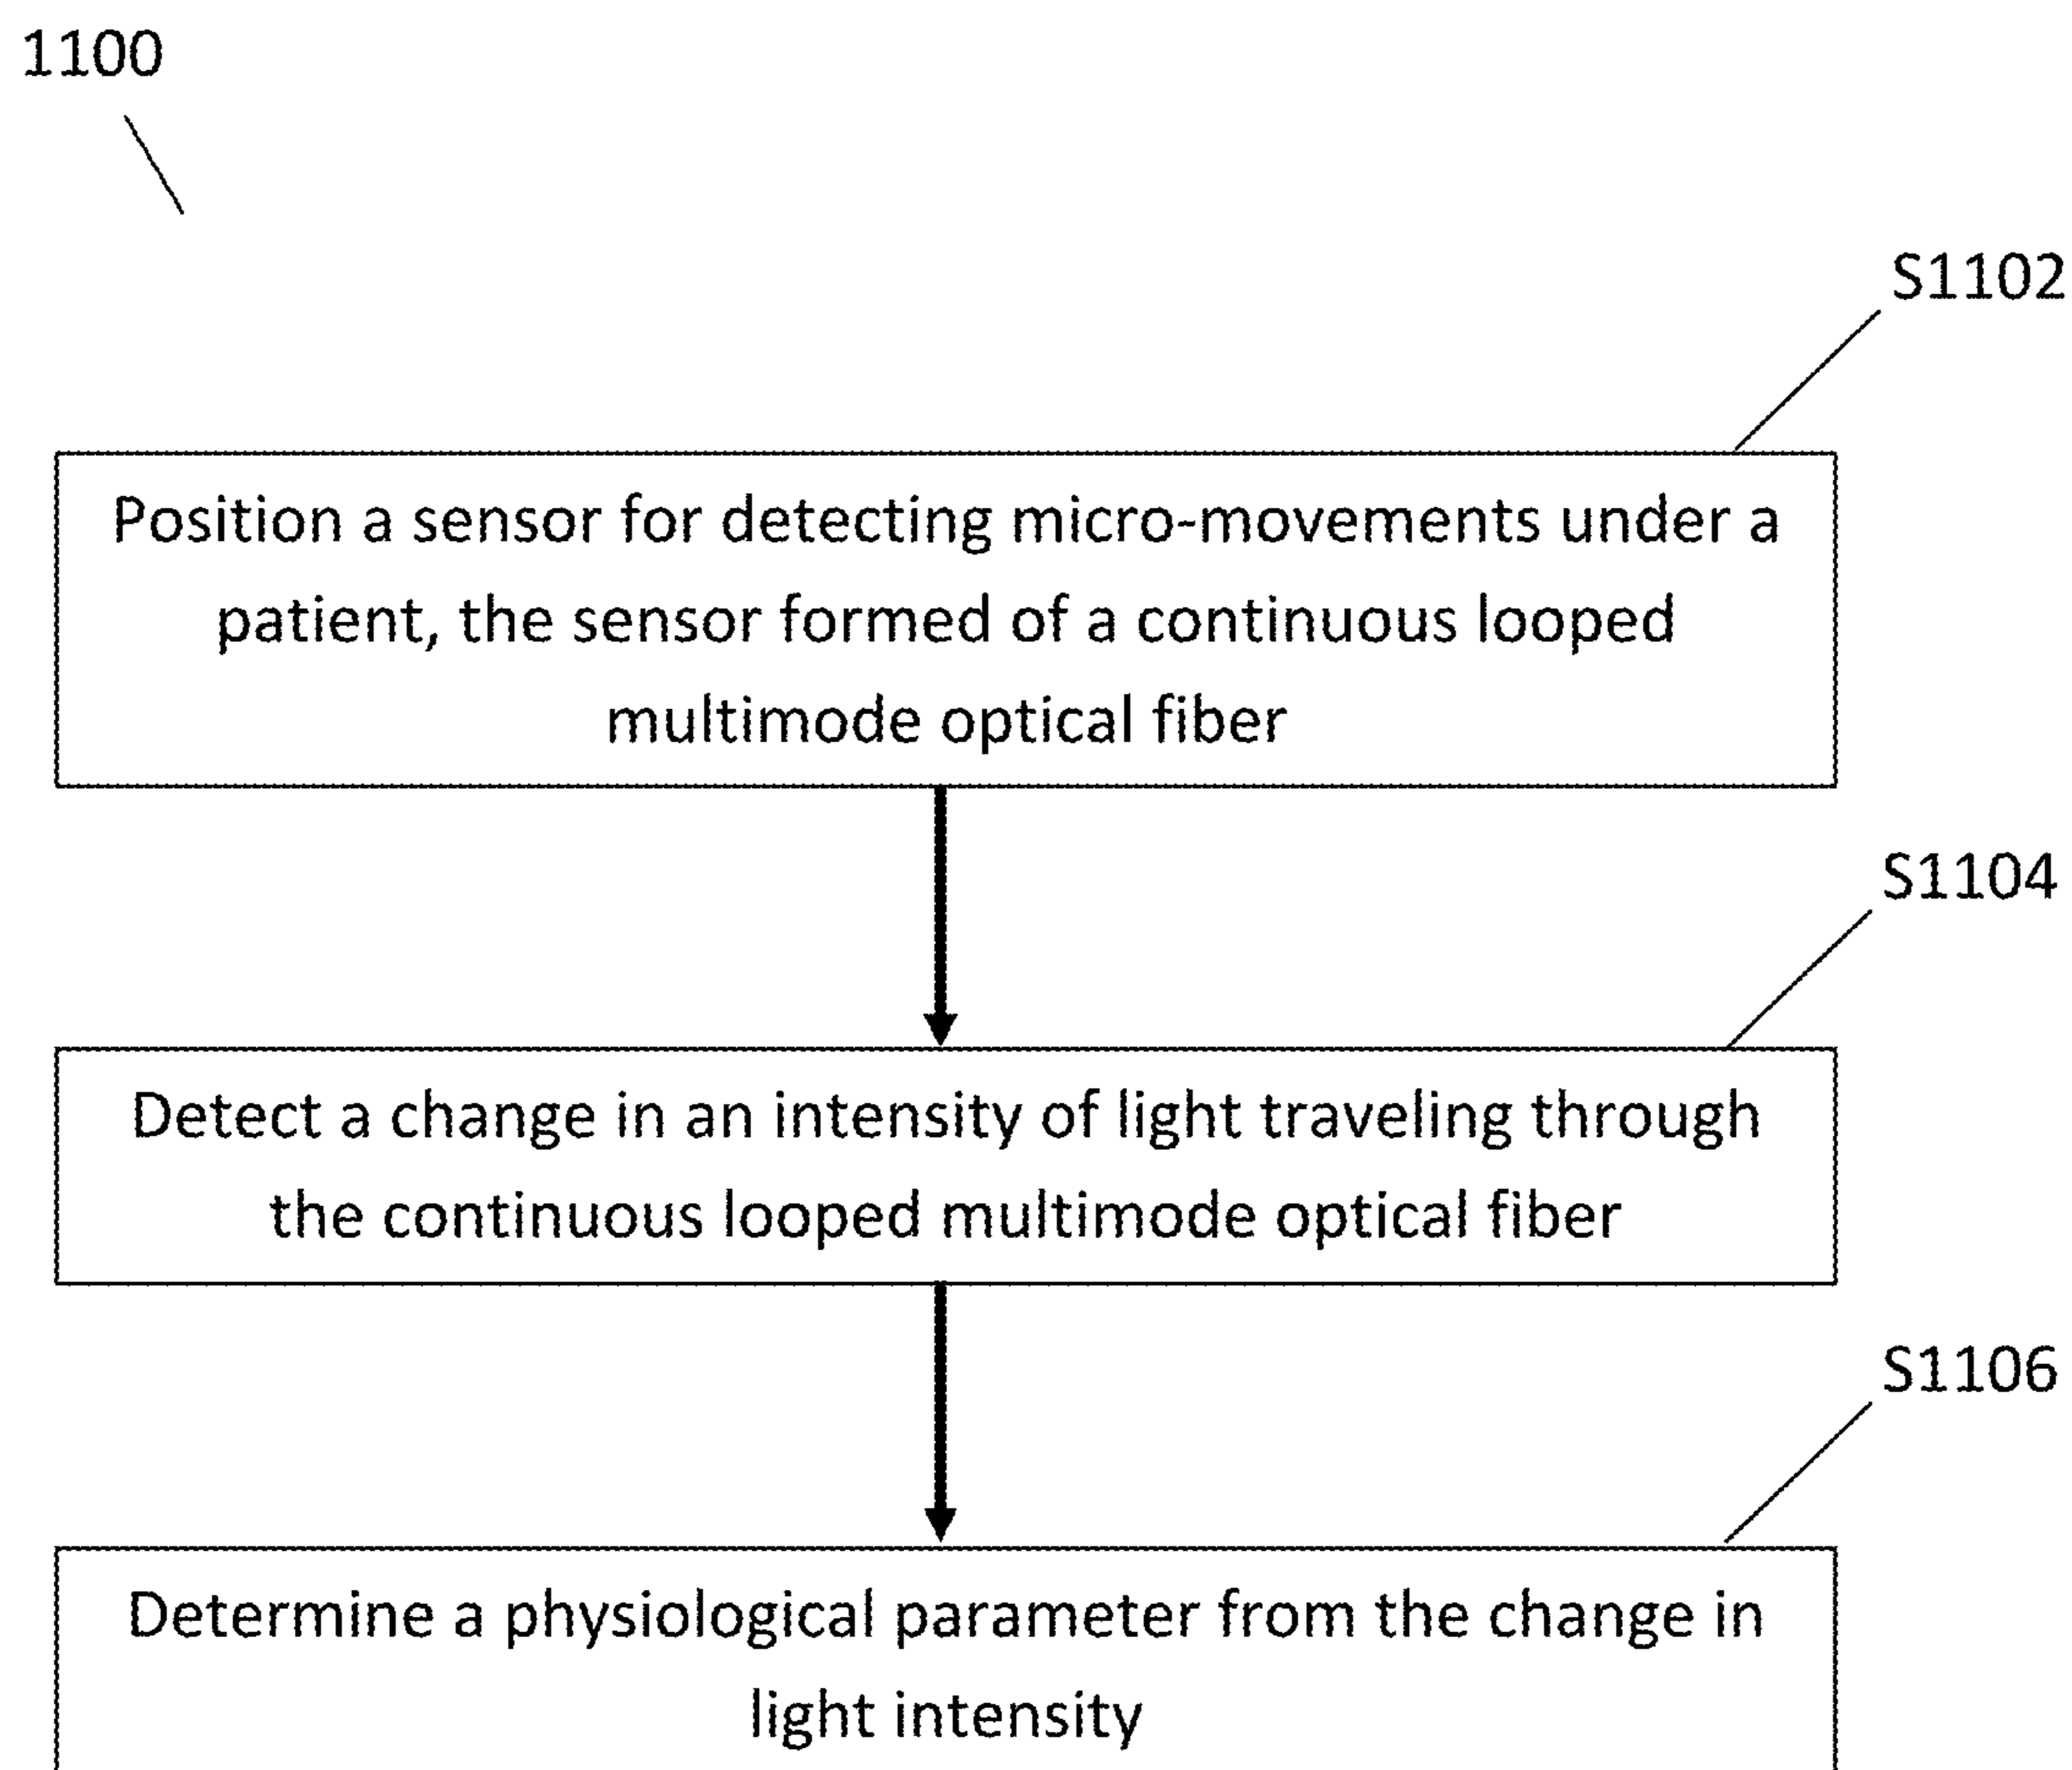 1100
S1102
Position a sensor for detecting micro-movements under a
patient, the sensor formed of a continuous looped
multimode optical fiber
S1104
Detect a change in an intensity of light traveling through
the continuous looped multimode optical fiber
S1106
Determine a physiological parameter from the change in
light intensity